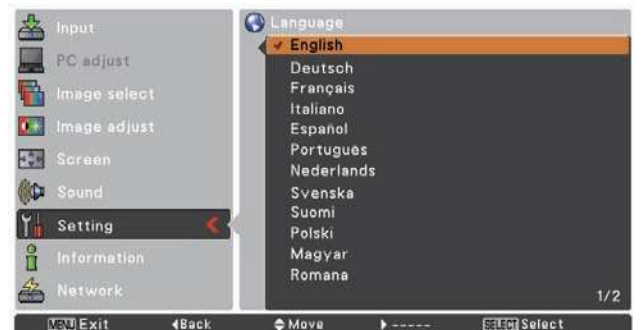 Input
PC adjust
Image select
Image adjust
Screen
Sound
Setting
Information
Network
Language
English
Deutsch
Français
Italiano
Español
Português
Nederlands
Svenska
Suomi
Polski
Magyar
Romana
1/2
MENU Exit ◀Back Move ▶ ----- SELECT Select